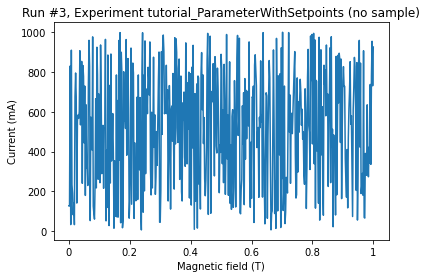 Run #3, Experiment tutorial_ParameterWithSetpoints (no sample)
1000
800
600
400
200
0
Current (mA)
0 0.2 0.4 0.6 0.8 1
Magnetic field (T)